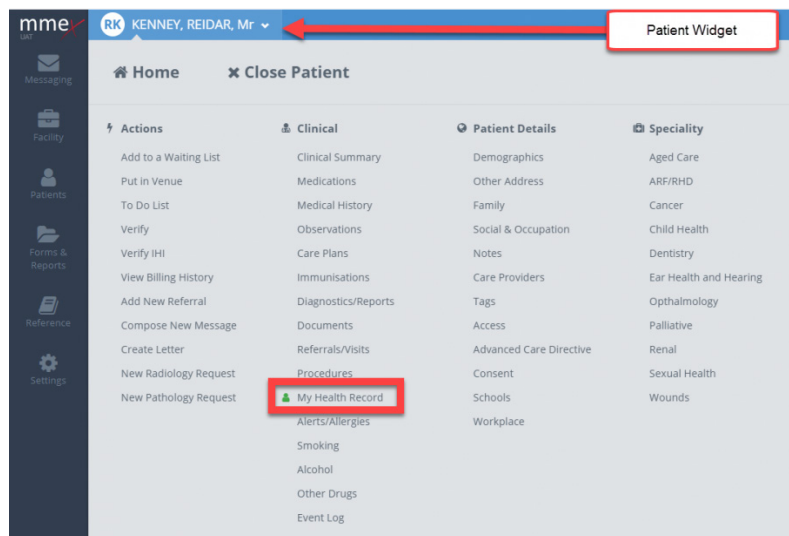 mmex
UAT
RK KENNEY, REIDAR, Mr
Patient Widget
Messaging
Facility
Patients
Forms &
Reports
Reference
Settings
Home
Close Patient
Actions
Add to a Waiting List
Put in Venue
To Do List
Verify
Verify IHI
View Billing History
Add New Referral
Compose New Message
Create Letter
New Radiology Request
New Pathology Request
Clinical
Clinical Summary
Medications
Medical History
Observations
Care Plans
Immunisations
Diagnostics/Reports
Documents
Referrals/Visits
Procedures
My Health Record
Alerts/Allergies
Smoking
Alcohol
Other Drugs
Event Log
Patient Details
Demographics
Other Address
Family
Social & Occupation
Notes
Care Providers
Tags
Access
Advanced Care Directive
Consent
Schools
Workplace
Speciality
Aged Care
ARF/RHD
Cancer
Child Health
Dentistry
Ear Health and Hearing
Opthalmology
Palliative
Renal
Sexual Health
Wounds